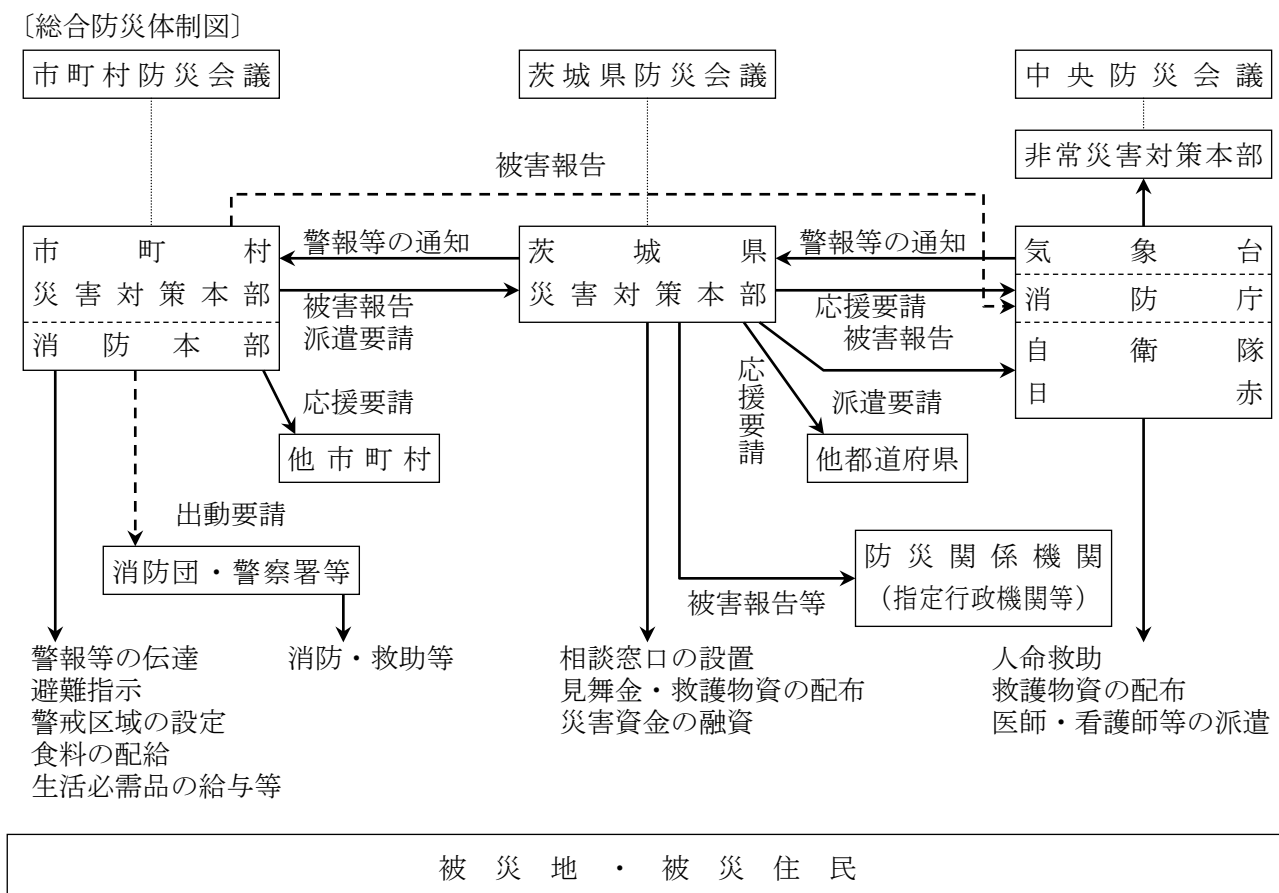 〔総合防災体制図〕
市町村防災会議
茨城県防災会議
中央防災会議
非常災害対策本部
被害報告
市町村
災害対策本部
消防本部
警報等の通知
被害報告
派遣要請
茨城県
災害対策本部
警報等の通知
応援要請
被害報告
気象台
消防庁
自衛隊
日赤
応援要請
他市町村
応援要請
派遣要請
他都道府県
出動要請
消防団・警察署等
防災関係機関
（指定行政機関等）
被害報告等
警報等の伝達
避難指示
警戒区域の設定
食料の配給
生活必需品の給与等
消防・救助等
相談窓口の設置
見舞金・救護物資の配布
災害資金の融資
人命救助
救護物資の配布
医師・看護師等の派遣
被災地・被災住民